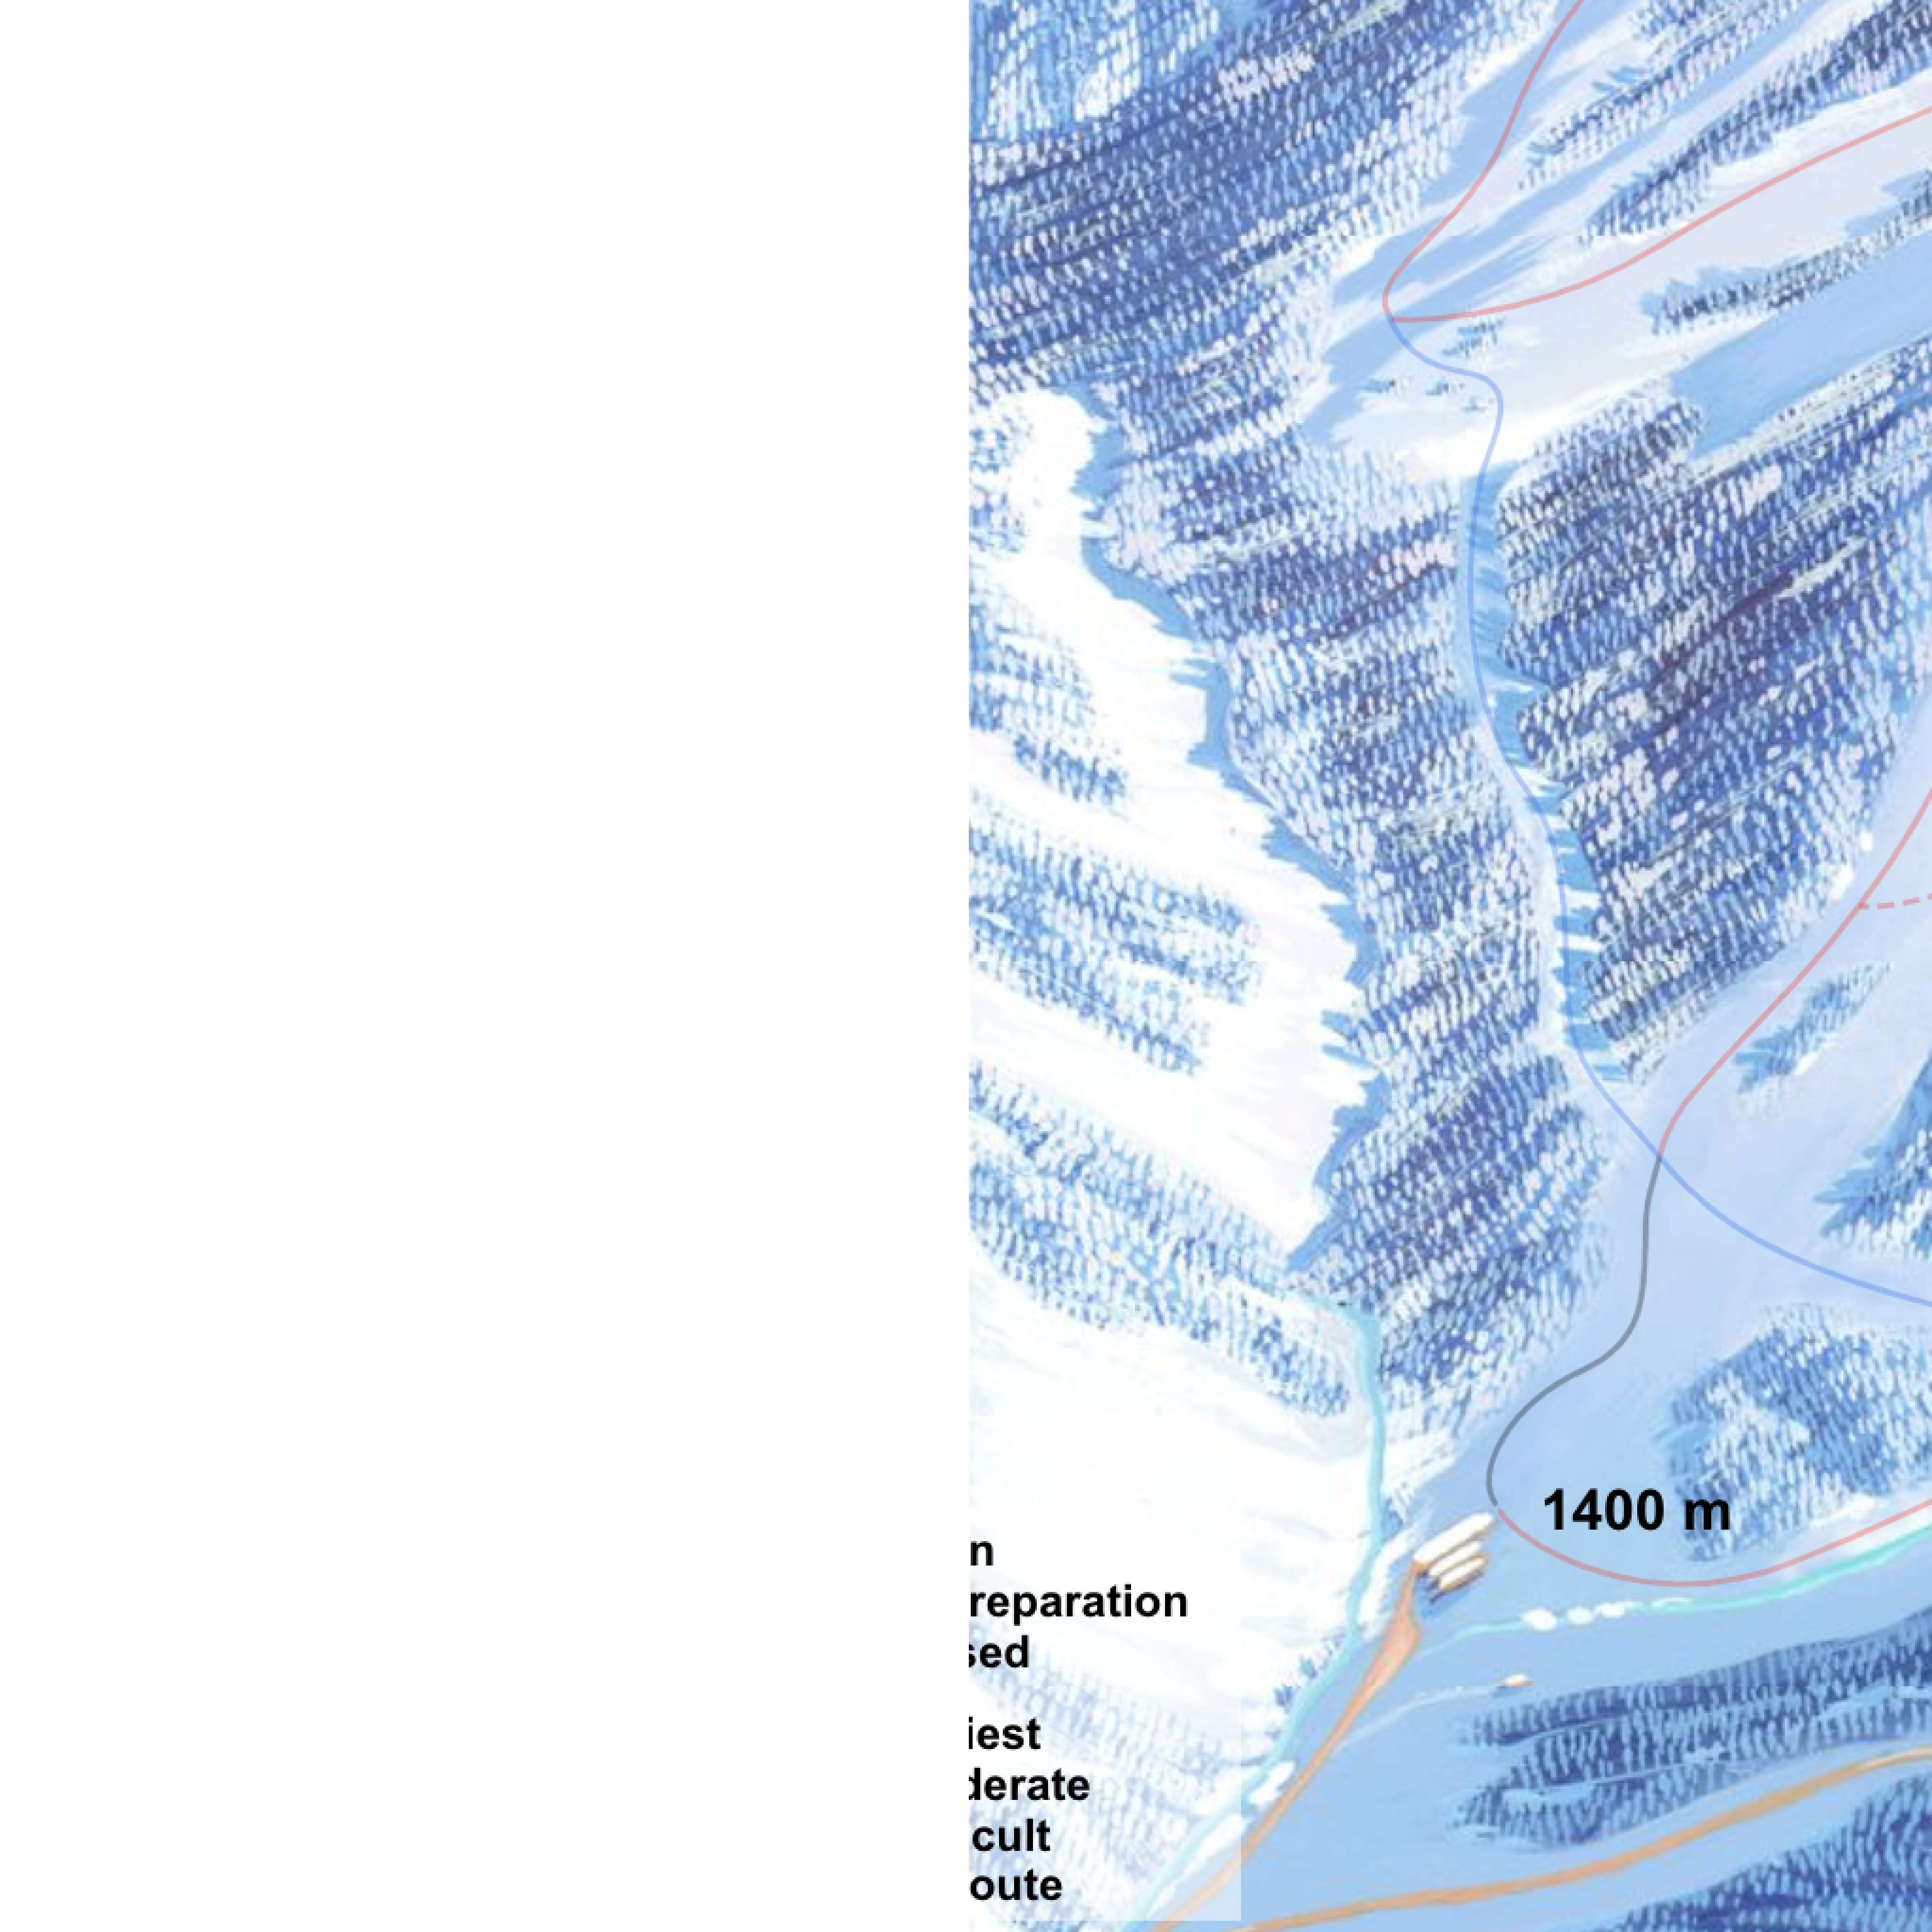 1400 m
n
reparation
sed
iest
derate
cult
oute